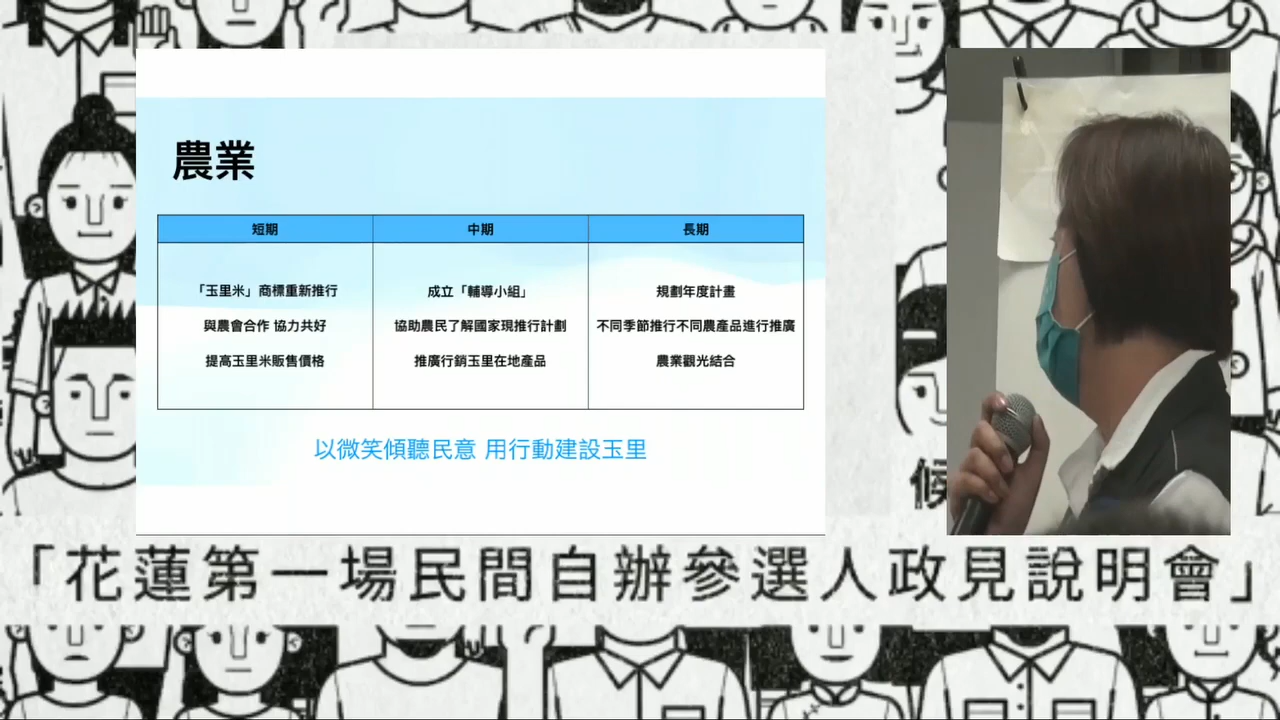 農業
短期
中期
長期
「玉里米」商標重新推行
與農會合作 協力共好
提高玉里米販售價格
成立「輔導小組」
協助農民了解國家現推行計劃
推廣行銷玉里在地產品
規劃年度計畫
不同季節推行不同農產品進行推廣
農業觀光結合
以微笑傾聽民意 用行動建設玉里
候
「花蓮第一場民間自辦參選人政見說明會」